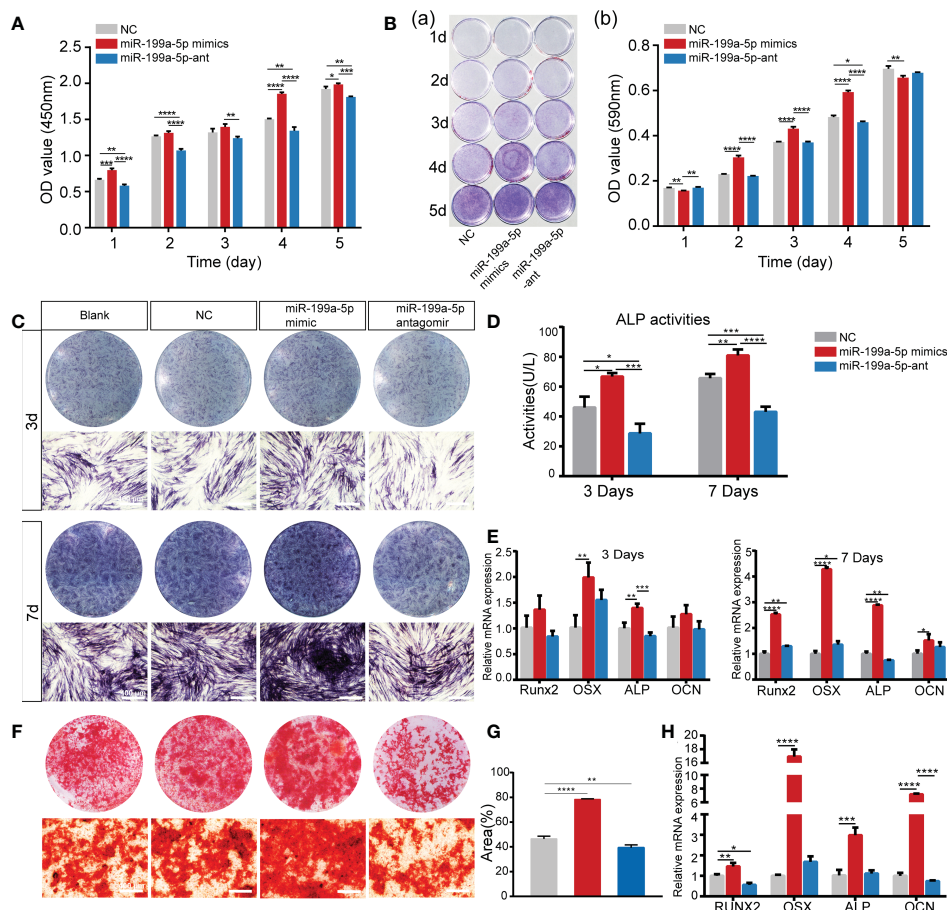 A
NC
miR-199a-5p mimics
miR-199a-5p-ant
OD value (450nm)
2.5
2.0
1.5
1.0
0.5
0.0
** *** **** **** **** ** ** **** **** ** * ***
1 2 3 4 5
Time (day)
B
(a)
1d
2d
3d
4d
5d
NC
miR-199a-5p
mimics
miR-199a-5p
-ant
(b)
NC
miR-199a-5p mimics
miR-199a-5p-ant
OD value (590nm)
0.8
0.6
0.4
0.2
0.0
** ** **** **** **** **** * **** **** **
1 2 3 4 5
Time (day)
C
Blank
NC
miR-199a-5p
mimic
miR-199a-5p
antagomir
3d
7d
D
ALP activities
Activities(U/L)
100
80
60
40
20
0
* * *** *** ** ****
3 Days 7 Days
NC
miR-199a-5p mimics
miR-199a-5p-ant
E
3 Days
Relative mRNA expression
2.5
2.0
1.5
1.0
0.5
0.0
** ** ***
Runx2 OSX ALP OCN
7 Days
Relative mRNA expression
5
4
3
2
1
0
** **** * **** ** **** *
Runx2 OSX ALP OCN
F
G
Area(%)
80
60
40
20
0
** ****
H
Relative mRNA expression
20
18
16
14
12
10
8
6
4
2
0
* ** **** *** **** ****
RUNX2 OSX ALP OCN